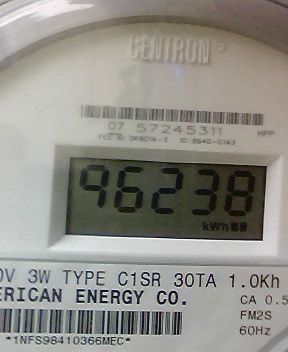 CENTRON®
07 57245311 HPP
96238
kWh
0V 3W TYPE C1SR 30TA 1.0Kh
ERICAN ENERGY CO.
CA 0.5
FM2S
60Hz
*1NFS98410366MEC*